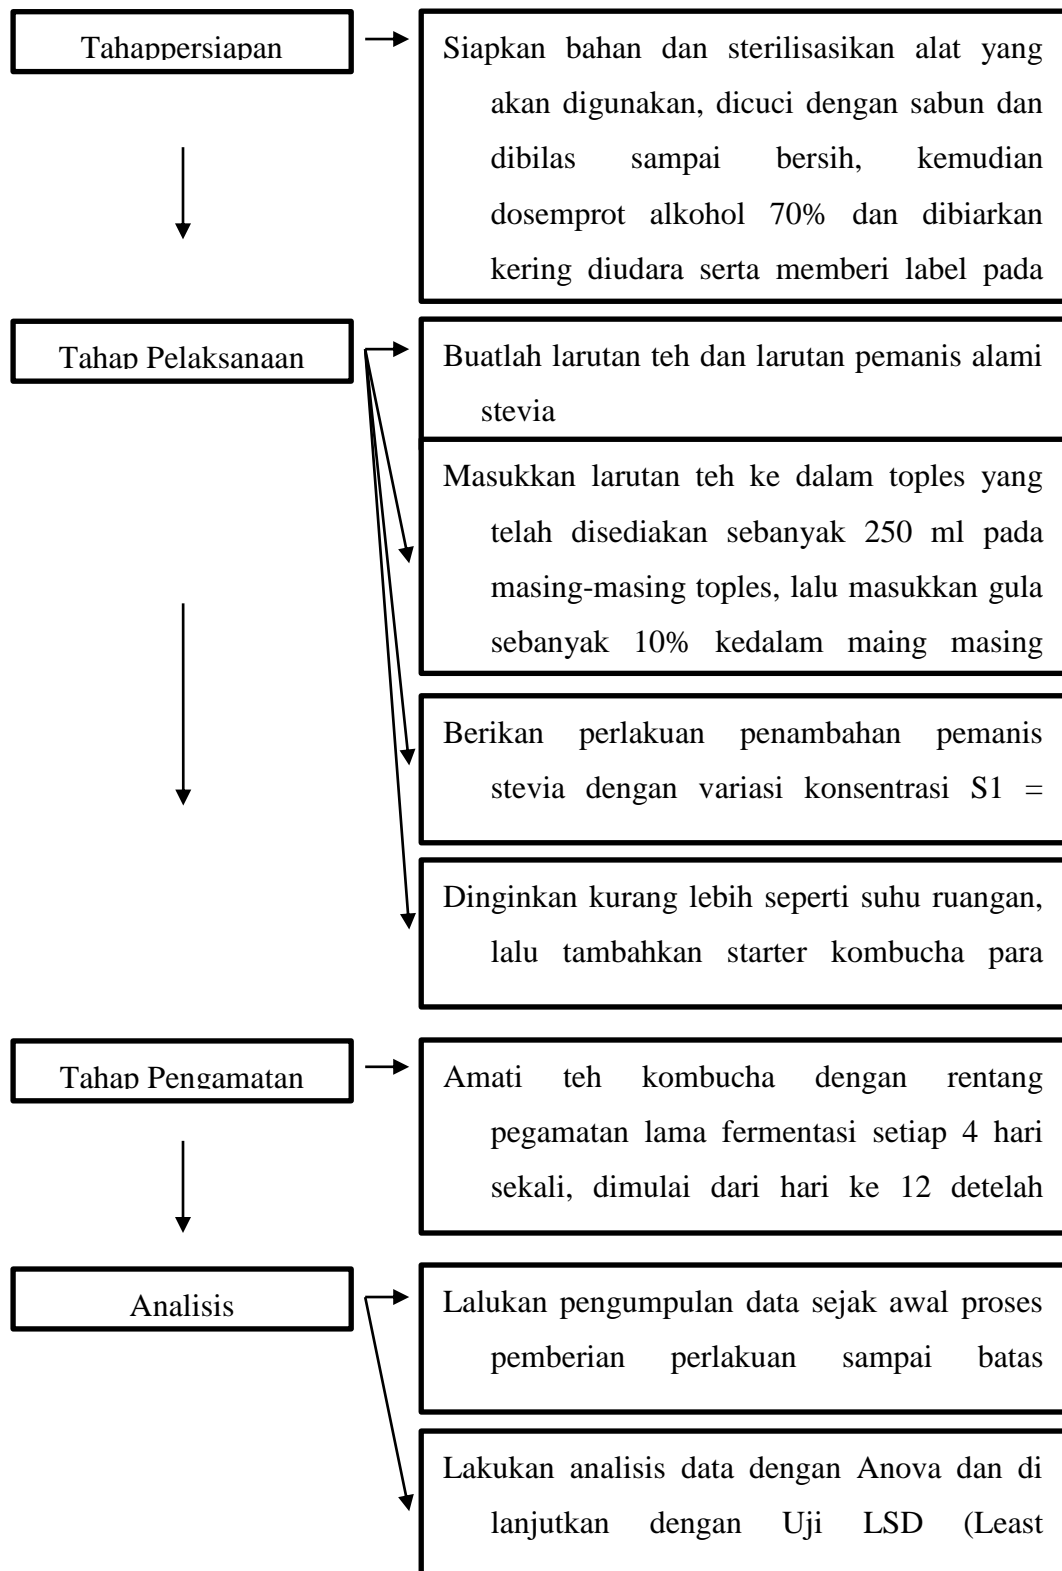 Tahappersiapan
Siapkan bahan dan sterilisasikan alat yang
akan digunakan, dicuci dengan sabun dan
dibilas sampai bersih, kemudian
dosemprot alkohol 70% dan dibiarkan
kering diudara serta memberi label pada
Tahap Pelaksanaan
Buatlah larutan teh dan larutan pemanis alami
stevia
Masukkan larutan teh ke dalam toples yang
telah disediakan sebanyak 250 ml pada
masing-masing toples, lalu masukkan gula
sebanyak 10% kedalam maing masing
Berikan perlakuan penambahan pemanis
stevia dengan variasi konsentrasi S1 =
Dinginkan kurang lebih seperti suhu ruangan,
lalu tambahkan starter kombucha para
Tahap Pengamatan
Amati teh kombucha dengan rentang
pegamatan lama fermentasi setiap 4 hari
sekali, dimulai dari hari ke 12 detelah
Analisis
Lalukan pengumpulan data sejak awal proses
pemberian perlakuan sampai batas
Lakukan analisis data dengan Anova dan di
lanjutkan dengan Uji LSD (Least